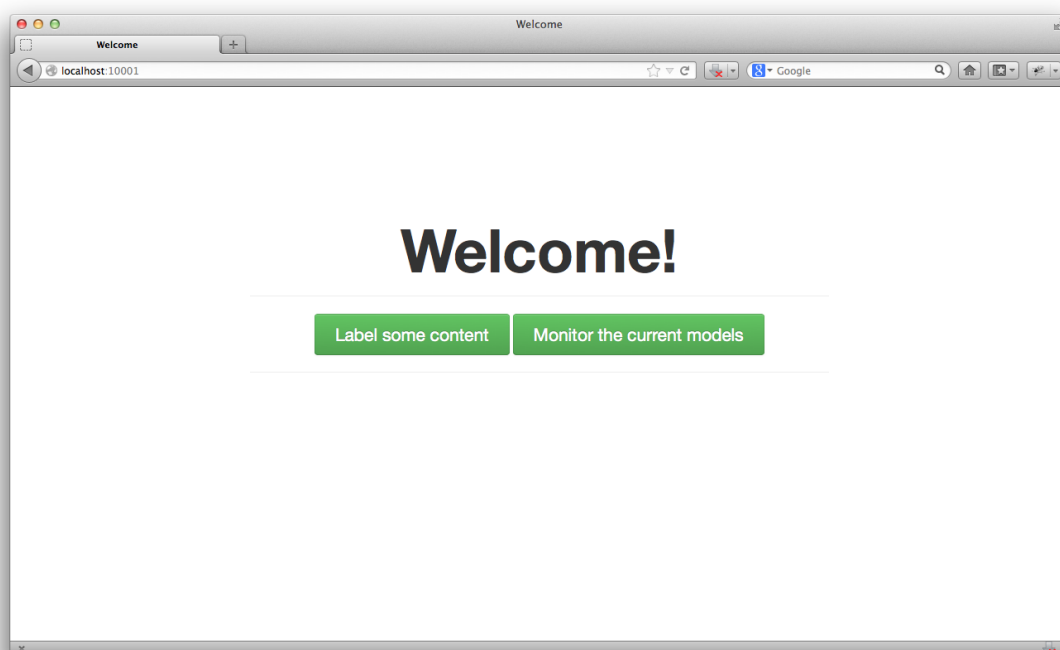 Welcome
Welcome
localhost:10001
Google
Welcome!
Label some content
Monitor the current models